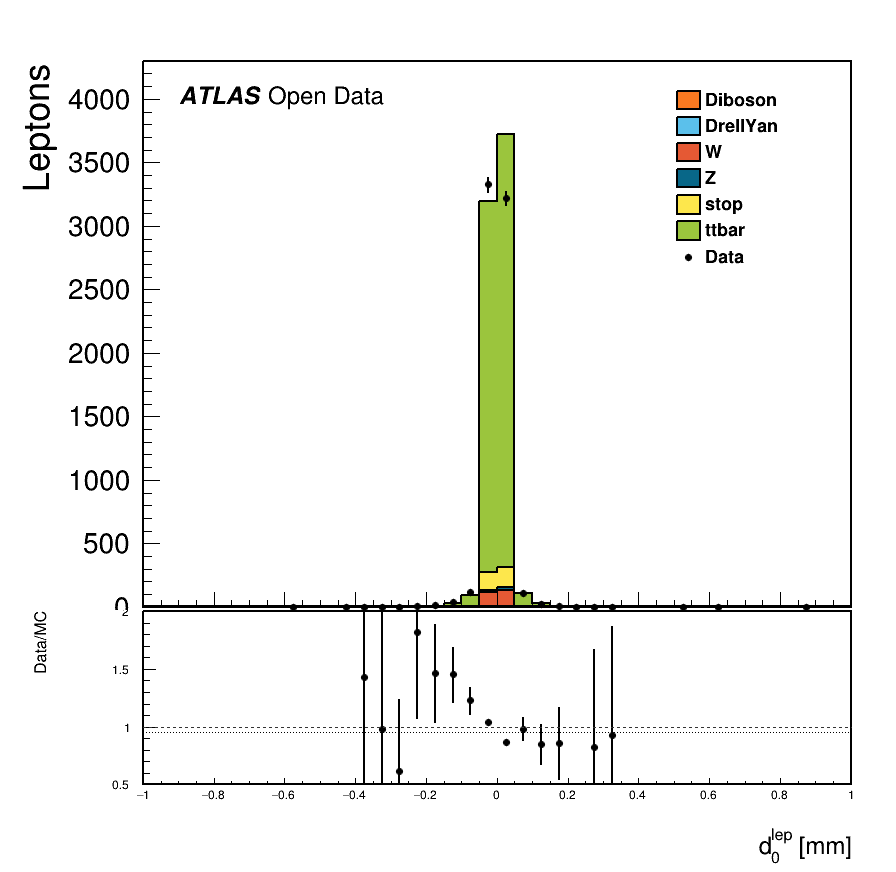 ATLAS Open Data
Leptons
4000
3500
3000
2500
2000
1500
1000
500
0
Diboson
DrellYan
W
Z
stop
ttbar
Data
Data/MC
2
1.5
1
0.5
−1 −0.8 −0.6 −0.4 −0.2 0 0.2 0.4 0.6 0.8 1
d₀ˡᵉᵖ [mm]